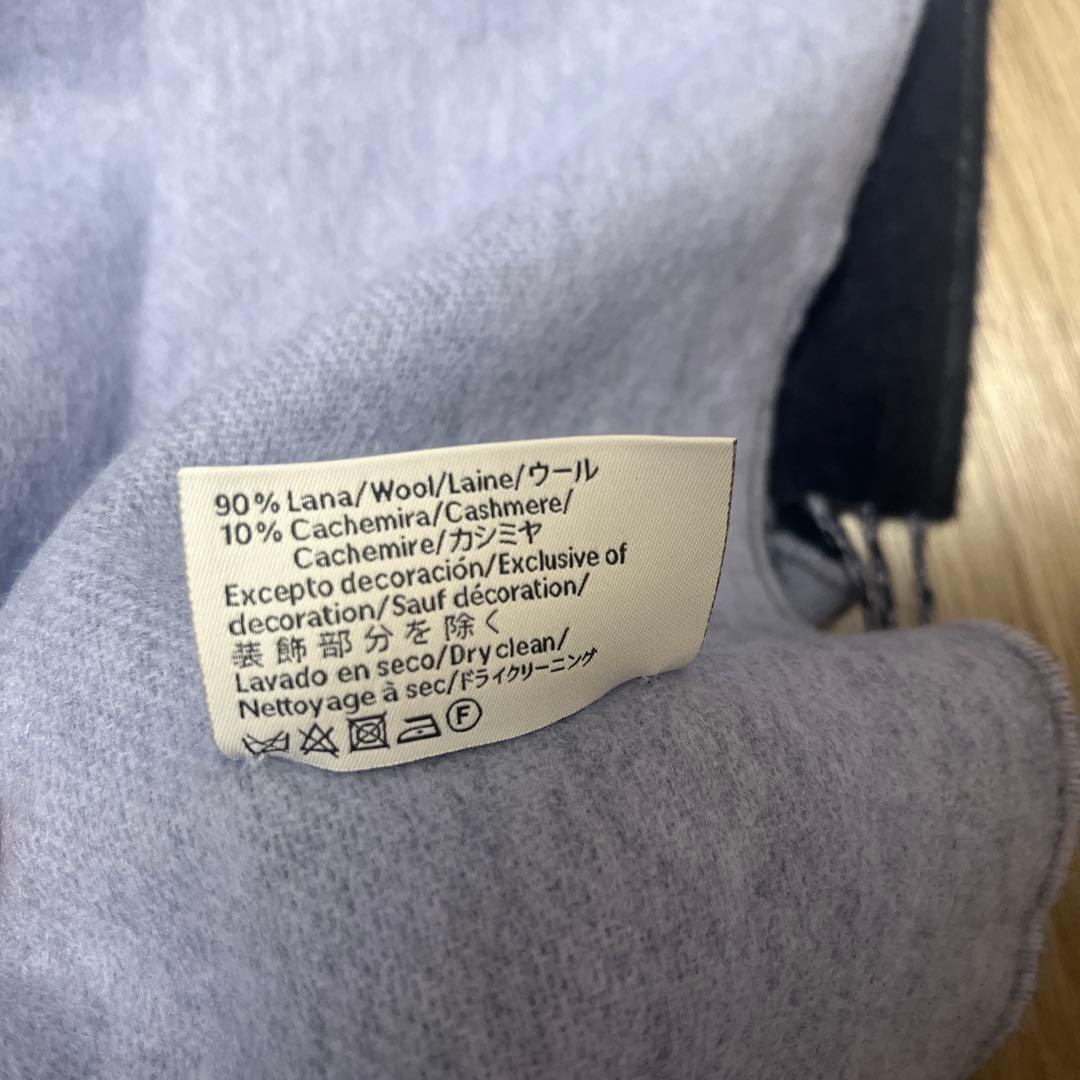 90% Lana/Wool/Laine/ウール
10% Cachemira/Cashmere/
Cachemire/カシミヤ
Excepto decoración/Exclusive of
decoration/Sauf décoration/
装飾部分を除く
Lavado en seco/Dry clean/
Nettoyage à sec/ドライクリーニング
F